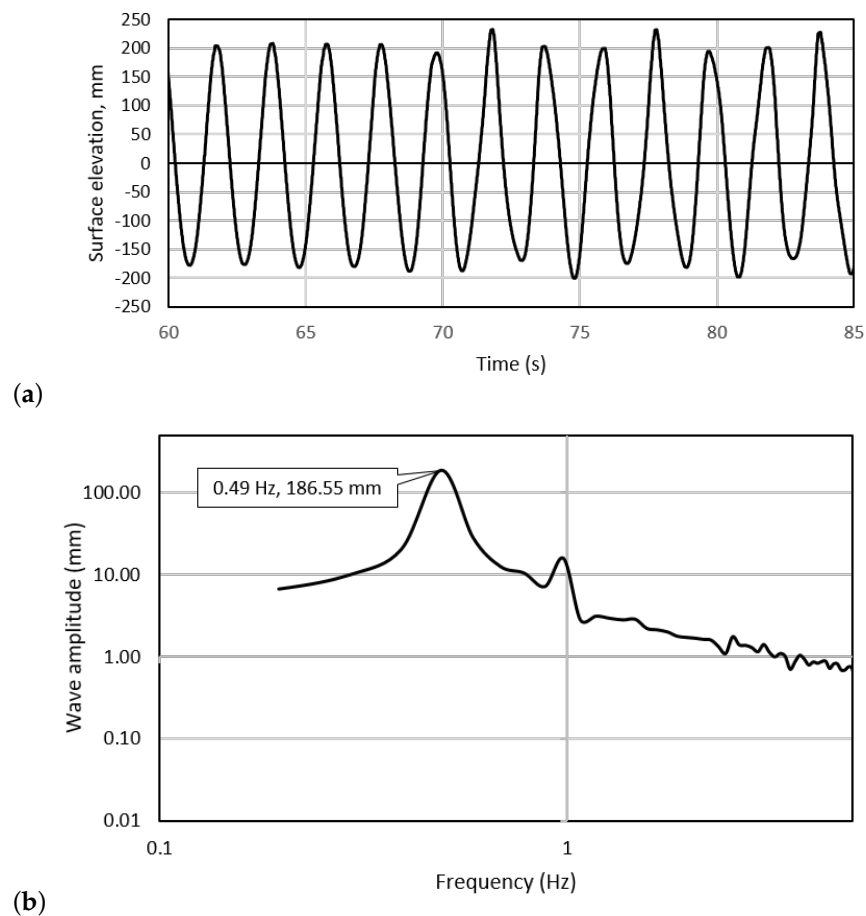 250
200
150
100
50
0
-50
-100
-150
-200
-250
Surface elevation, mm
60 65 70 75 80 85
Time (s)
(a)
0.49 Hz, 186.55 mm
100.00
10.00
1.00
0.10
0.01
Wave amplitude (mm)
0.1 1
Frequency (Hz)
(b)